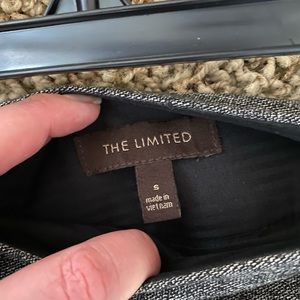 THE LIMITED
S
made in
vietnam